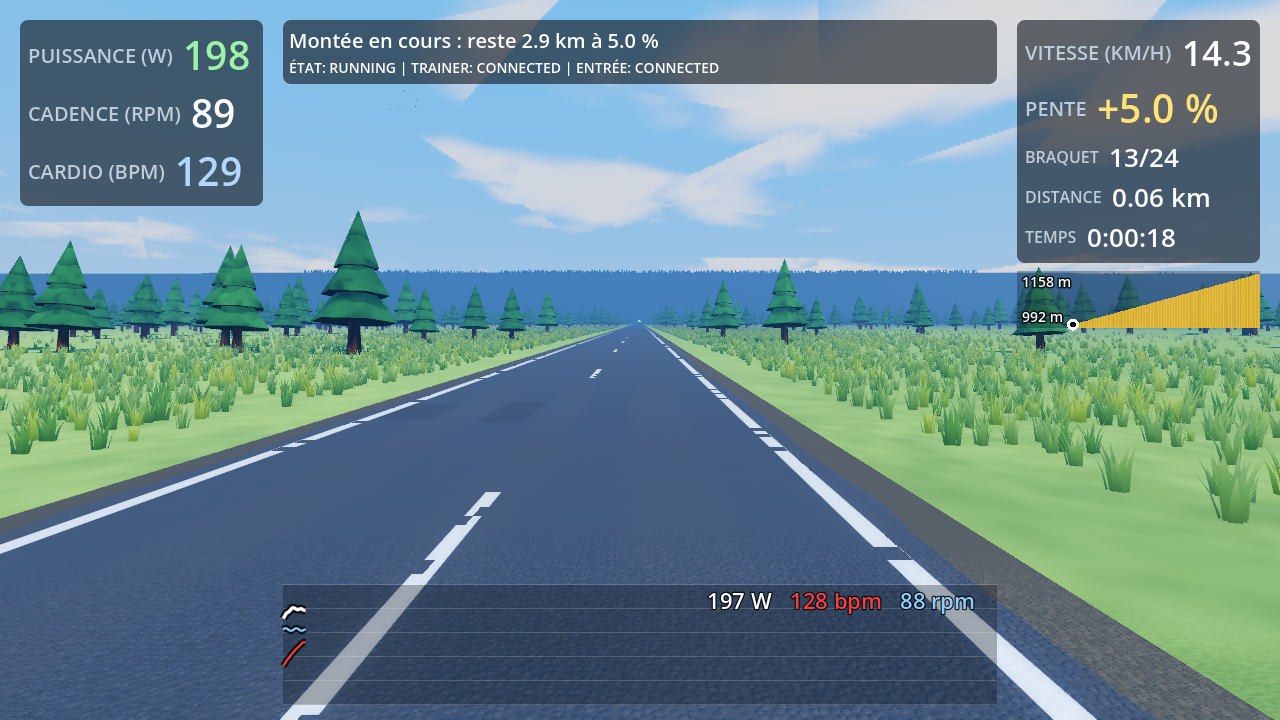 PUISSANCE (W) 198
CADENCE (RPM) 89
CARDIO (BPM) 129
Montée en cours : reste 2.9 km à 5.0 %
ÉTAT: RUNNING | TRAINER: CONNECTED | ENTRÉE: CONNECTED
VITESSE (KM/H) 14.3
PENTE +5.0 %
BRAQUET 13/24
DISTANCE 0.06 km
TEMPS 0:00:18
1158 m
992 m
197 W 128 bpm 88 rpm